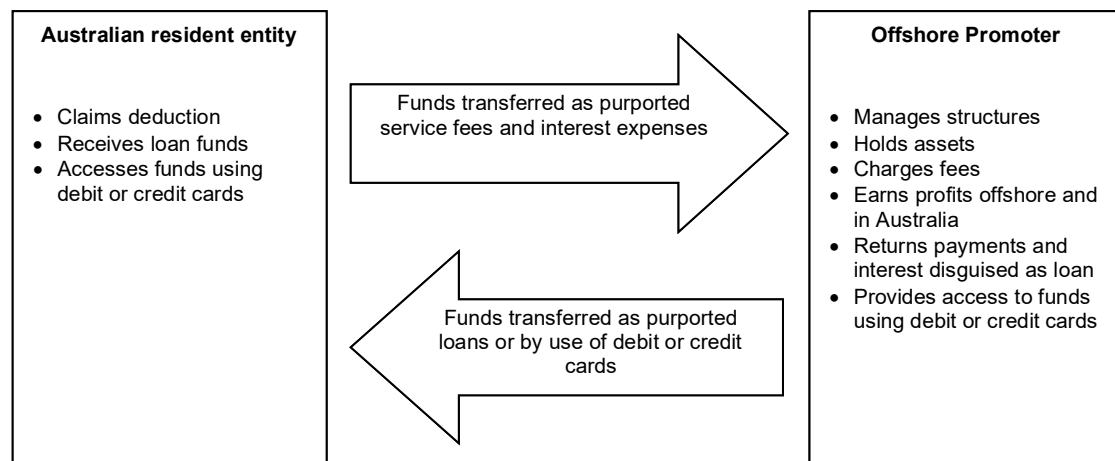 Australian resident entity
• Claims deduction
• Receives loan funds
• Accesses funds using
debit or credit cards
Funds transferred as purported
service fees and interest expenses
Funds transferred as purported
loans or by use of debit or credit
cards
Offshore Promoter
• Manages structures
• Holds assets
• Charges fees
• Earns profits offshore and
in Australia
• Returns payments and
interest disguised as loan
• Provides access to funds
using debit or credit cards